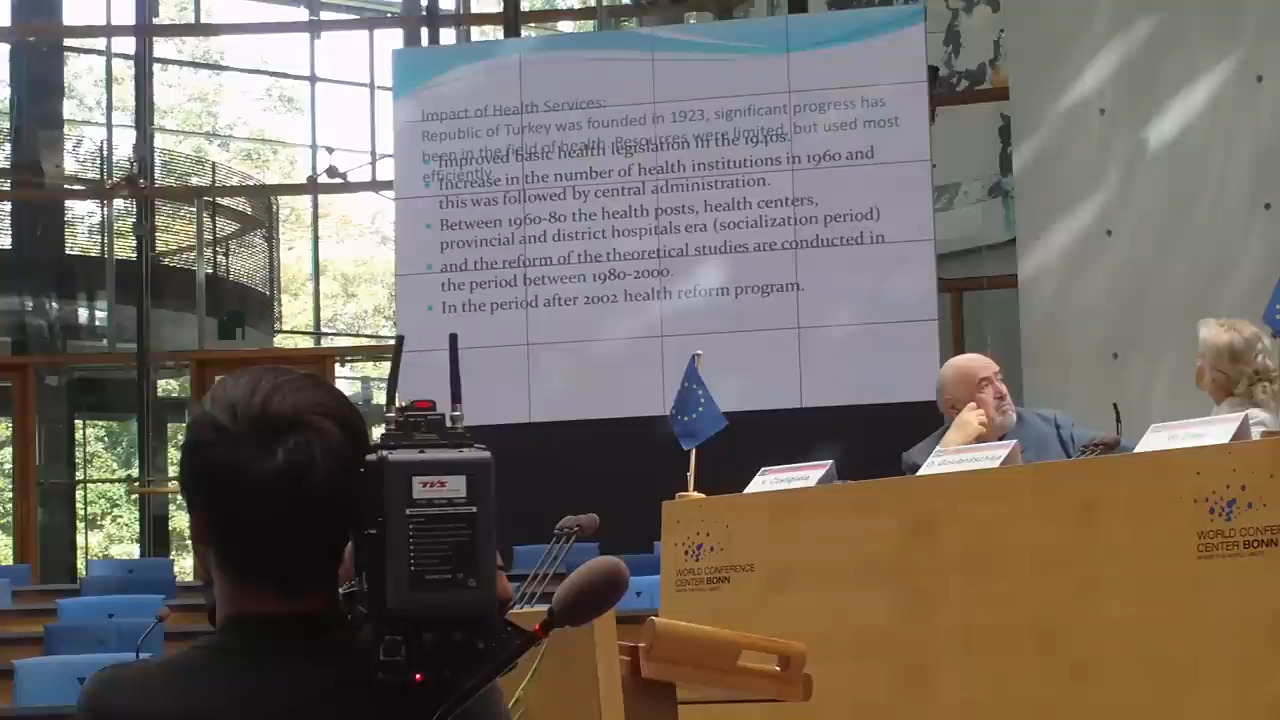 Impact of Health Services:
Republic of Turkey was founded in 1923, significant progress has
been in the field of health. Resources were limited, but used most
efficiently.
Improved basic health legislation in the 1940s.
Increase in the number of health institutions in 1960 and
this was followed by central administration.
Between 1960-80 the health posts, health centers,
provincial and district hospitals era (socialization period)
and the reform of the theoretical studies are conducted in
the period between 1980-2000.
In the period after 2002 health reform program.
TVS
WORLD CONFERENCE
CENTER BONN
WORLD CONFE
CENTER BONN